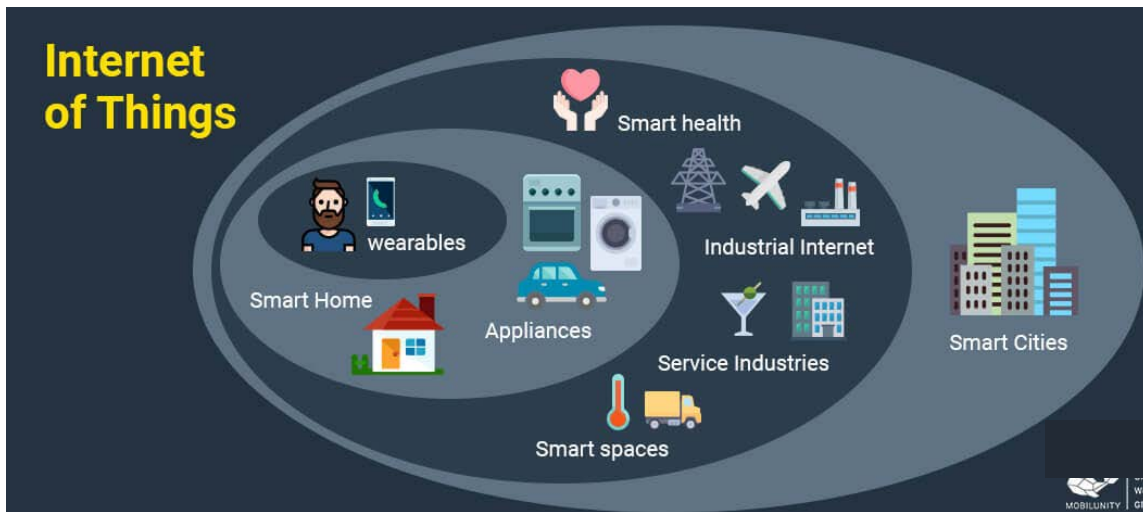 Internet
of Things
Smart health
wearables
Industrial Internet
Smart Home
Appliances
Service Industries
Smart Cities
Smart spaces
MOBILUNITY